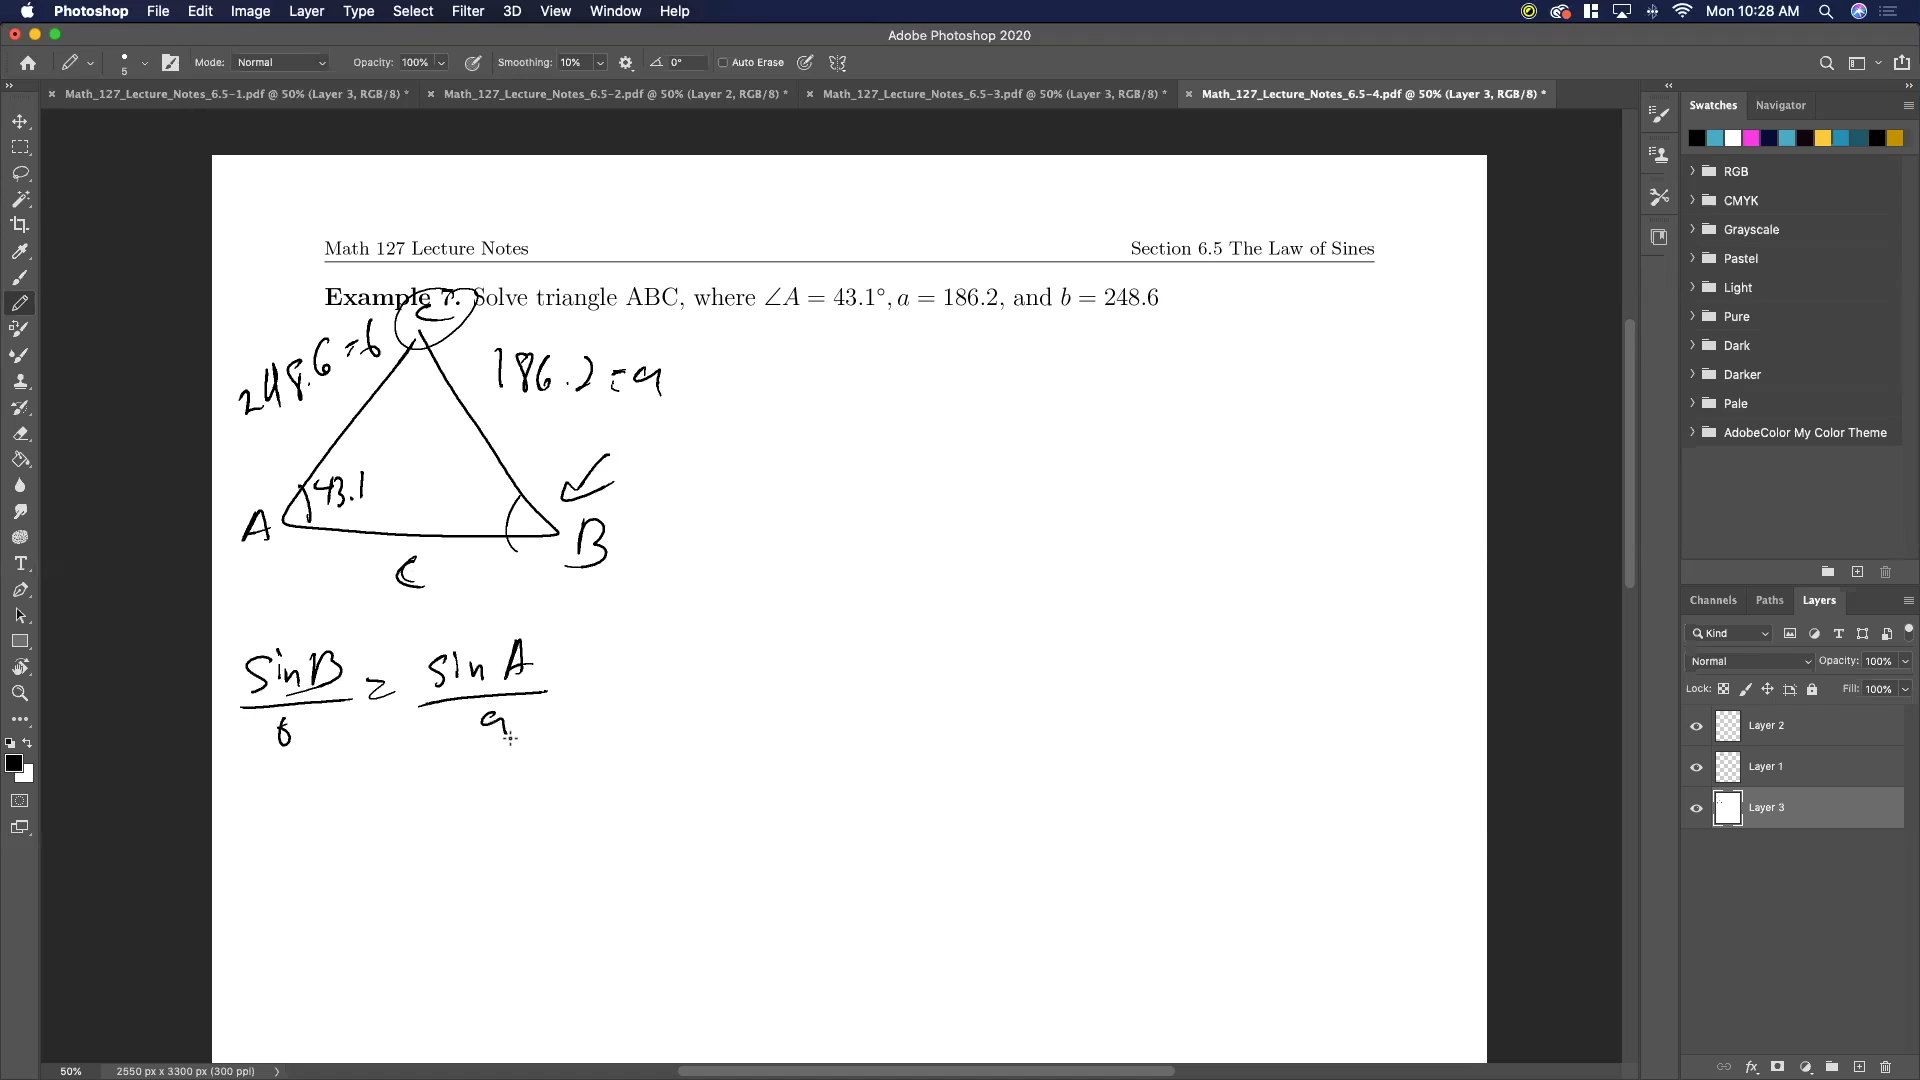 Photoshop File Edit Image Layer Type Select Filter 3D View Window Help Mon 10:28 AM
Adobe Photoshop 2020
5 Mode: Normal Opacity: 100% Smoothing: 10% 0° Auto Erase
Math_127_Lecture_Notes_6.5-1.pdf @ 50% (Layer 3, RGB/8) * Math_127_Lecture_Notes_6.5-2.pdf @ 50% (Layer 2, RGB/8) * Math_127_Lecture_Notes_6.5-3.pdf @ 50% (Layer 3, RGB/8) * Math_127_Lecture_Notes_6.5-4.pdf @ 50% (Layer 3, RGB/8) *
Math 127 Lecture Notes Section 6.5 The Law of Sines
Example 7. Solve triangle ABC, where ∠A = 43.1°, a = 186.2, and b = 248.6
C
248.6 = b
186.2 = a
43.1
A
B
c
sin B = sin A
b a
Swatches Navigator
RGB
CMYK
Grayscale
Pastel
Light
Pure
Dark
Darker
Pale
AdobeColor My Color Theme
Channels Paths Layers
Kind
Normal Opacity: 100%
Lock: Fill: 100%
Layer 2
Layer 1
Layer 3
fx
50% 2550 px x 3300 px (300 ppi)